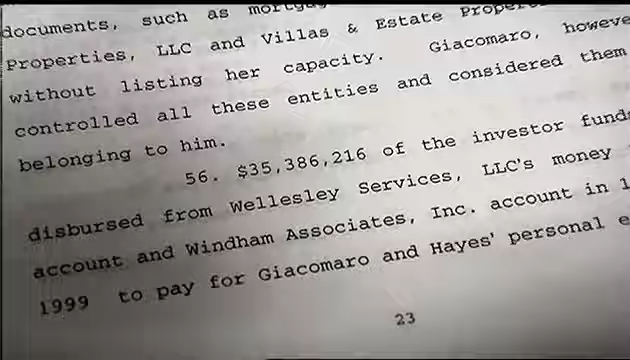 documents, such as
Properties, LLC and Villas & Estate
without listing her capacity. Giacomaro,
controlled all these entities and considered them
belonging to him.
56. $35,386,216 of the investor
disbursed from Wellesley Services, LLC's money
account and Windham Associates, Inc. account in
1999 to pay for Giacomaro and Hayes' personal
23